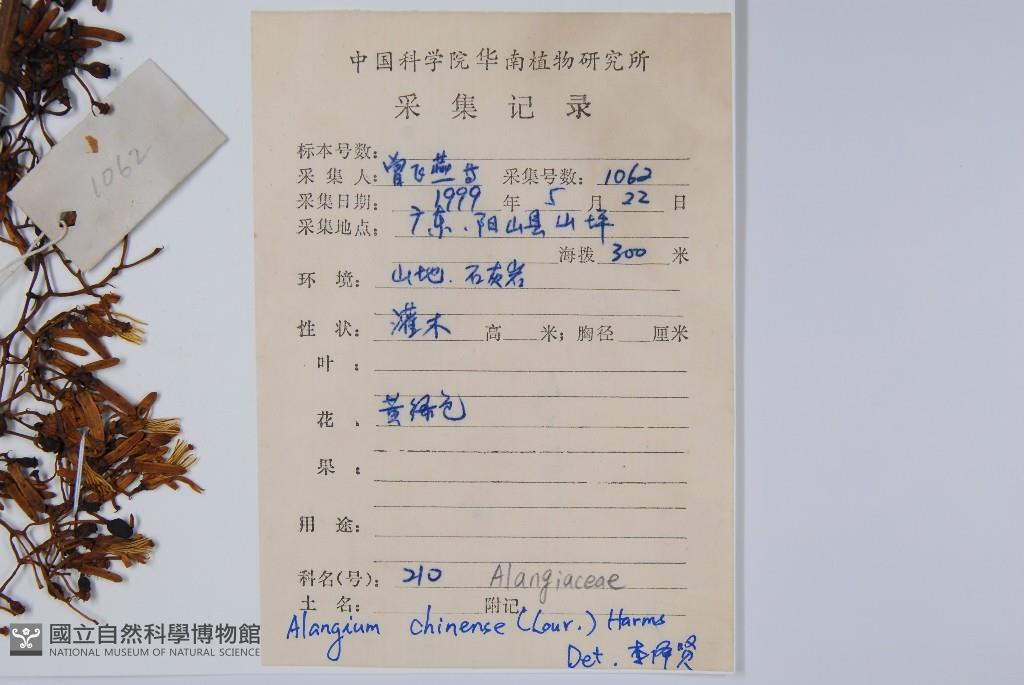 中国科学院华南植物研究所
采集记录
标本号数:
采集人: 曾飞燕等 采集号数: 1062
采集日期: 1999 年 5 月 22 日
采集地点: 广东.阳山县山坪
海拨 300 米
环境: 山地.石灰岩
性状: 灌木 高 米; 胸径 厘米
叶:
花、 黄绿色
果:
用途:
科名(号): 210 Alangiaceae
土名: 附记
Alangium chinense (Lour.) Harms
Det. 李泽贤
1062
國立自然科學博物館
NATIONAL MUSEUM OF NATURAL SCIENCE